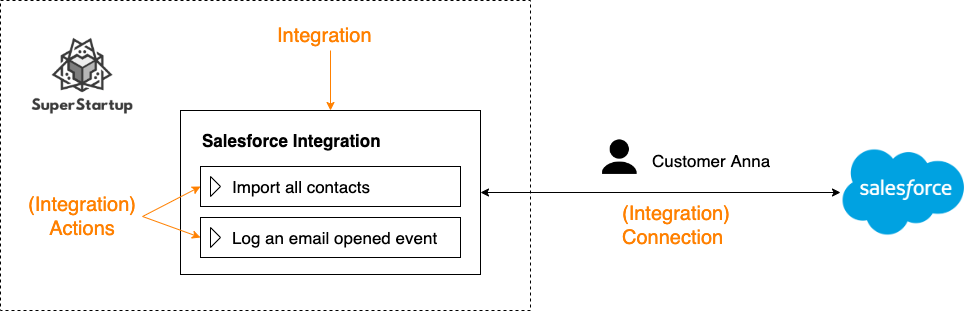 Integration
SuperStartup
Salesforce Integration
Import all contacts
Log an email opened event
(Integration)
Actions
Customer Anna
(Integration)
Connection
salesforce